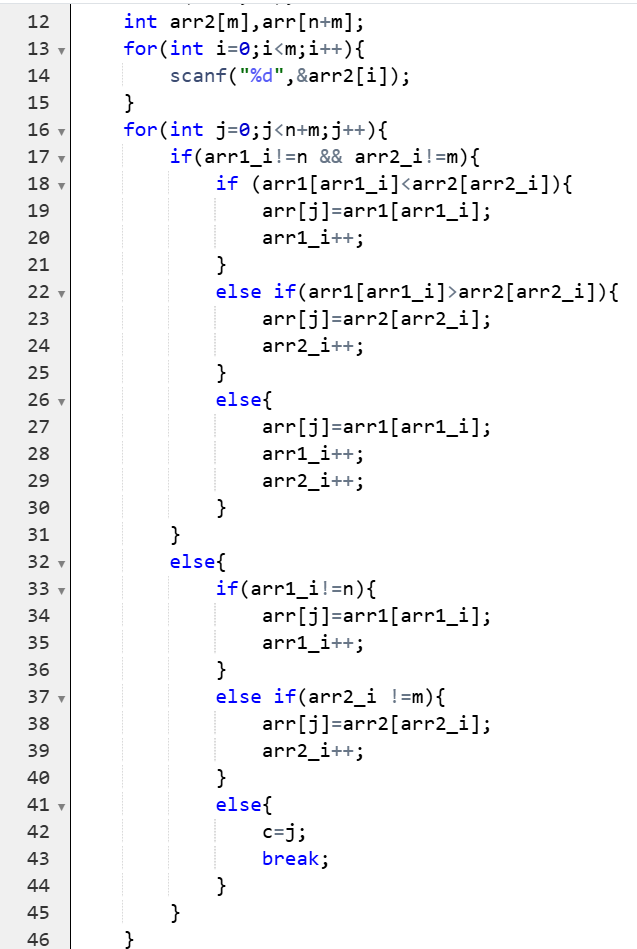 12 int arr2[m],arr[n+m];
13 for(int i=0;i<m;i++){
14 scanf("%d",&arr2[i]);
15 }
16 for(int j=0;j<n+m;j++){
17 if(arr1_i!=n && arr2_i!=m){
18 if (arr1[arr1_i]<arr2[arr2_i]){
19 arr[j]=arr1[arr1_i];
20 arr1_i++;
21 }
22 else if(arr1[arr1_i]>arr2[arr2_i]){
23 arr[j]=arr2[arr2_i];
24 arr2_i++;
25 }
26 else{
27 arr[j]=arr1[arr1_i];
28 arr1_i++;
29 arr2_i++;
30 }
31 }
32 else{
33 if(arr1_i!=n){
34 arr[j]=arr1[arr1_i];
35 arr1_i++;
36 }
37 else if(arr2_i !=m){
38 arr[j]=arr2[arr2_i];
39 arr2_i++;
40 }
41 else{
42 c=j;
43 break;
44 }
45 }
46 }